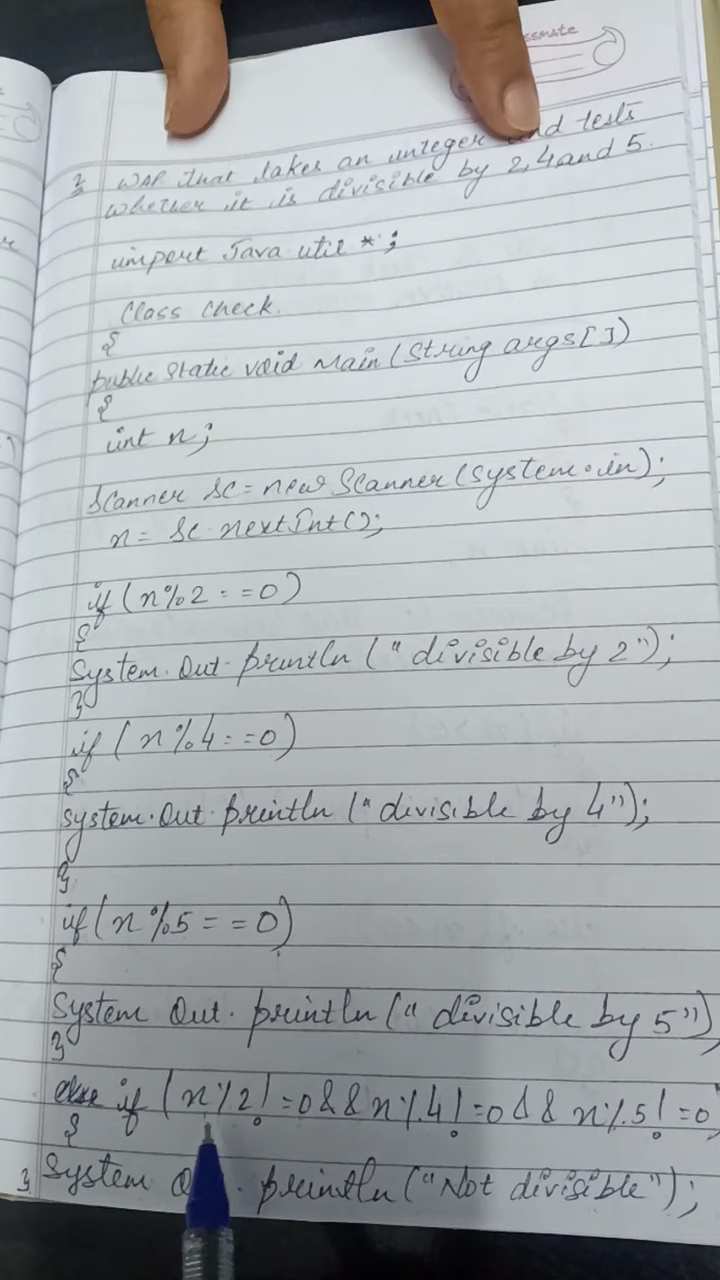 ssmate
2 WAP that takes an integer and tests
whether it is divisible by 2, 4 and 5.
import Java util *;
Class Check.
{
public static void main (String args[])
{
int n;
Scanner Sc = new Scanner (System.in);
n = Sc nextInt();
if (n%2 = =0)
{
System.Out.println (" divisible by 2");
}
if (n%4 = =0)
{
System.Out.println (" divisible by 4");
}
if (n%5 = =0)
{
System Out. println (" divisible by 5")
}
else if (n%2! =0 && n%4! =0 && n%5! =0
{
System . println ("Not divisible");
}